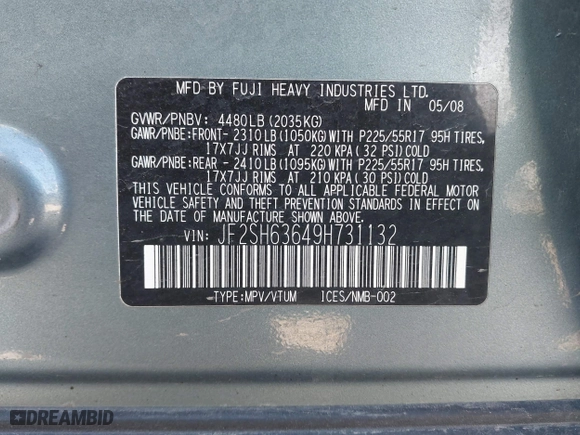 MFD BY FUJI HEAVY INDUSTRIES LTD.
MFD IN 05/08
GVWR/PNBV: 4480LB(2035KG)
GAWR/PNBE:FRONT- 2310LB(1050KG)WITH P225/55R17 95H TIRES,
17X7JJ RIMS AT 220 KPA( 32 PSI)COLD
GAWR/PNBE:REAR - 2410LB(1095KG)WITH P225/55R17 95H TIRES,
17X7JJ RIMS AT 210 KPA( 30 PSI)COLD
THIS VEHICLE CONFORMS TO ALL APPLICABLE FEDERAL MOTOR
VEHICLE SAFETY AND THEFT PREVENTION STANDARDS IN EFFECT
ON THE DATE OF MANUFACTURE SHOWN ABOVE.
VIN: JF2SH63649H731132
TYPE:MPV/VTUM ICES/NMB-002
DREAMBID